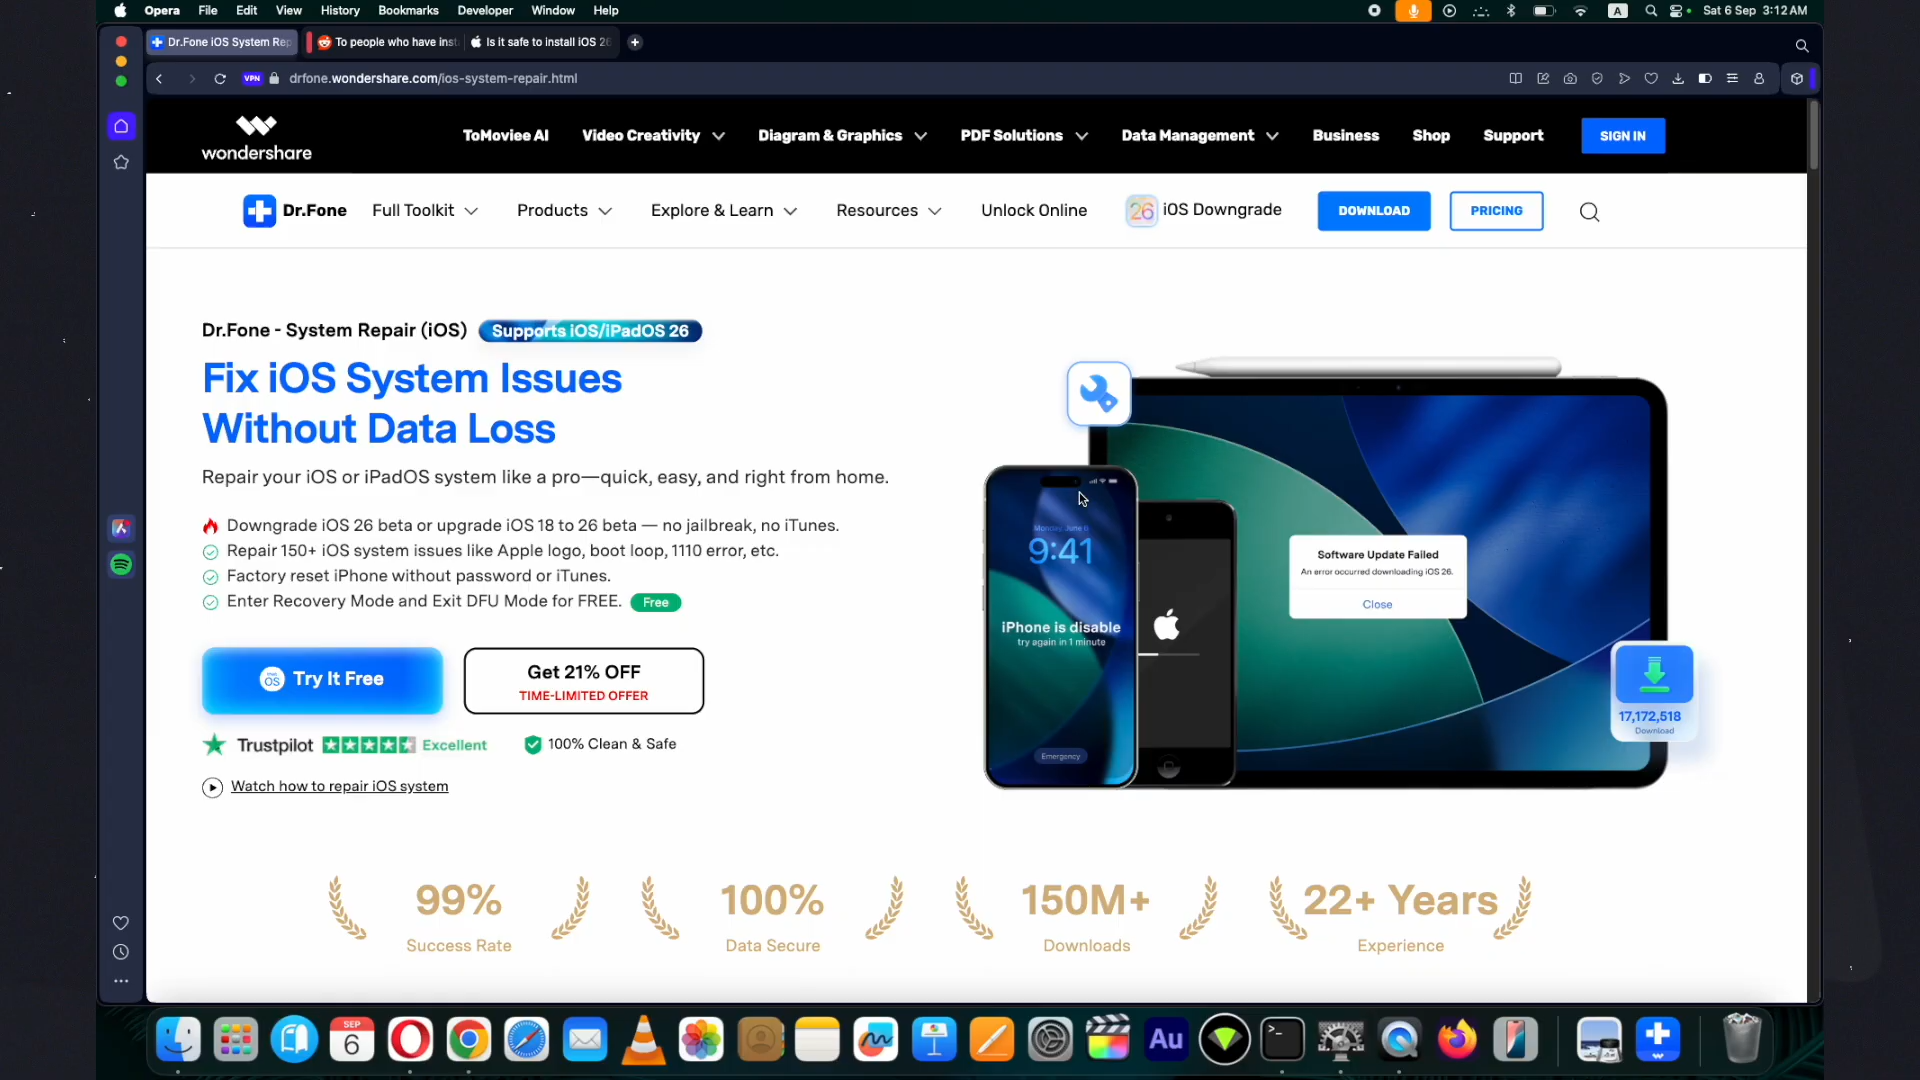 Opera File Edit View History Bookmarks Developer Window Help
A
Sat 6 Sep 3:12 AM
Dr.Fone iOS System Rep
To people who have inst
Is it safe to install iOS 26
VPN
drfone.wondershare.com/ios-system-repair.html
wondershare
ToMoviee AI Video Creativity Diagram & Graphics PDF Solutions Data Management Business Shop Support SIGN IN
Dr.Fone Full Toolkit Products Explore & Learn Resources Unlock Online 26 iOS Downgrade DOWNLOAD PRICING
Dr.Fone - System Repair (iOS) Supports iOS/iPadOS 26
Fix iOS System Issues
Without Data Loss
Repair your iOS or iPadOS system like a pro—quick, easy, and right from home.
Downgrade iOS 26 beta or upgrade iOS 18 to 26 beta — no jailbreak, no iTunes.
Repair 150+ iOS system issues like Apple logo, boot loop, 1110 error, etc.
Factory reset iPhone without password or iTunes.
Enter Recovery Mode and Exit DFU Mode for FREE. Free
Try It Free
Get 21% OFF
TIME-LIMITED OFFER
Trustpilot Excellent
100% Clean & Safe
Watch how to repair iOS system
Monday, June 6
9:41
iPhone is disable
try again in 1 minute
Emergency
Software Update Failed
An error occurred downloading iOS 26.
Close
17,172,518
Download
99%
Success Rate
100%
Data Secure
150M+
Downloads
22+ Years
Experience
SEP
6
Au